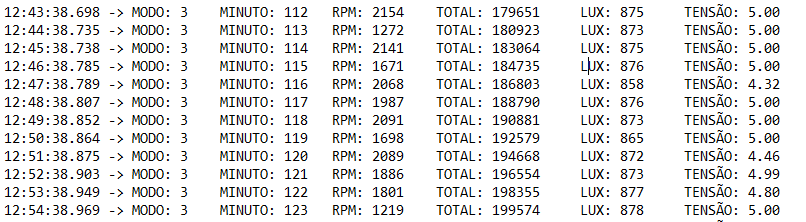 12:43:38.698 -> MODO: 3 MINUTO: 112 RPM: 2154 TOTAL: 179651 LUX: 875 TENSÃO: 5.00
12:44:38.735 -> MODO: 3 MINUTO: 113 RPM: 1272 TOTAL: 180923 LUX: 873 TENSÃO: 5.00
12:45:38.738 -> MODO: 3 MINUTO: 114 RPM: 2141 TOTAL: 183064 LUX: 875 TENSÃO: 5.00
12:46:38.785 -> MODO: 3 MINUTO: 115 RPM: 1671 TOTAL: 184735 LUX: 876 TENSÃO: 5.00
12:47:38.789 -> MODO: 3 MINUTO: 116 RPM: 2068 TOTAL: 186803 LUX: 858 TENSÃO: 4.32
12:48:38.807 -> MODO: 3 MINUTO: 117 RPM: 1987 TOTAL: 188790 LUX: 876 TENSÃO: 5.00
12:49:38.852 -> MODO: 3 MINUTO: 118 RPM: 2091 TOTAL: 190881 LUX: 873 TENSÃO: 5.00
12:50:38.864 -> MODO: 3 MINUTO: 119 RPM: 1698 TOTAL: 192579 LUX: 865 TENSÃO: 5.00
12:51:38.875 -> MODO: 3 MINUTO: 120 RPM: 2089 TOTAL: 194668 LUX: 872 TENSÃO: 4.46
12:52:38.903 -> MODO: 3 MINUTO: 121 RPM: 1886 TOTAL: 196554 LUX: 873 TENSÃO: 4.99
12:53:38.949 -> MODO: 3 MINUTO: 122 RPM: 1801 TOTAL: 198355 LUX: 877 TENSÃO: 4.80
12:54:38.969 -> MODO: 3 MINUTO: 123 RPM: 1219 TOTAL: 199574 LUX: 878 TENSÃO: 5.00